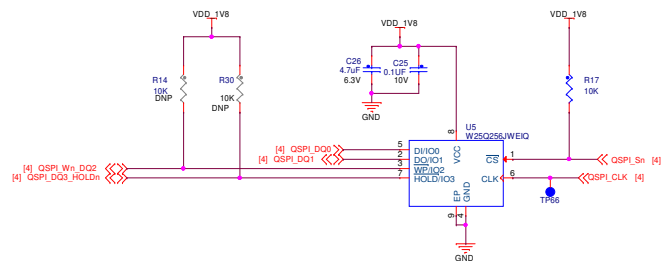 VDD_1V8
VDD_1V8
VDD_1V8
R14
10K
DNP
R30
10K
DNP
C26
4.7uF
6.3V
C25
0.1UF
10V
R17
10K
GND
U5
W25Q256JWEIQ
8
VCC
[4] QSPI_DQ0
5
DI/IO0
[4] QSPI_DQ1
2
DO/IO1
CS
1
QSPI_Sn [4]
[4] QSPI_Wn_DQ2
3
WP/IO2
[4] QSPI_DQ3_HOLDn
7
HOLD/IO3
CLK
6
QSPI_CLK [4]
TP66
EP
GND
9
4
GND